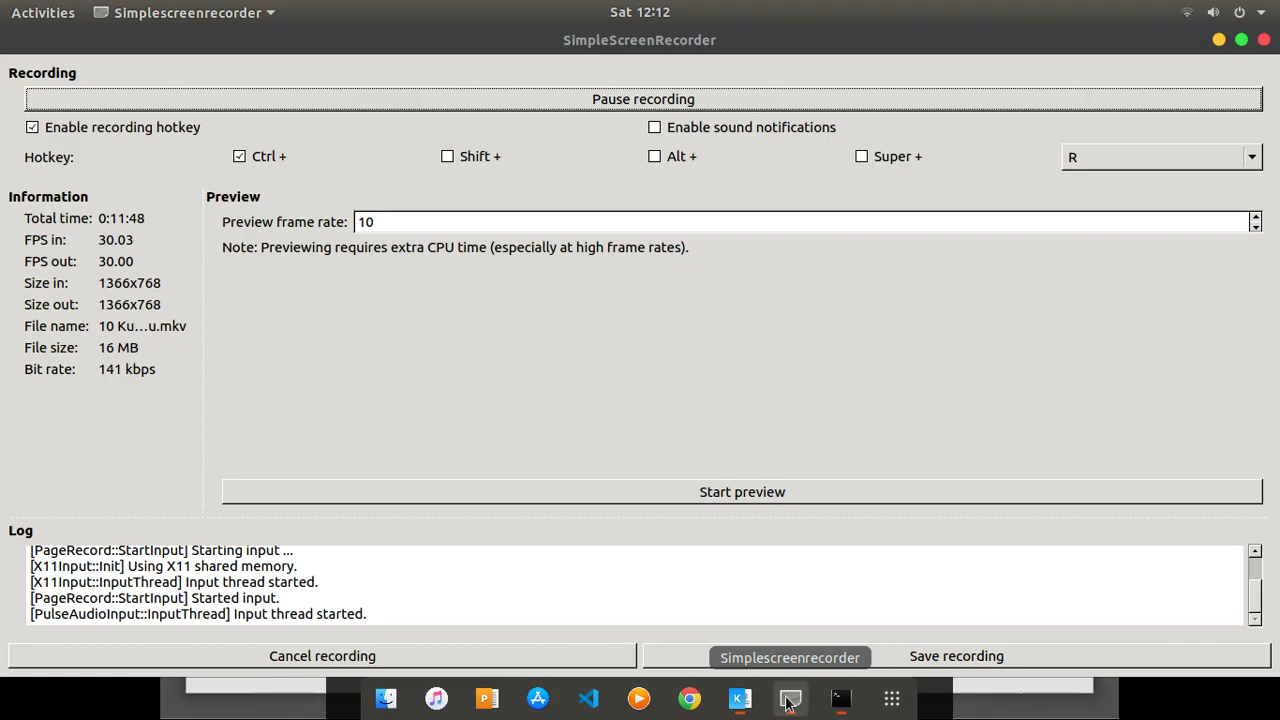 Activities Simplescreenrecorder Sat 12:12
SimpleScreenRecorder
Recording
Pause recording
Enable recording hotkey Enable sound notifications
Hotkey: Ctrl + Shift + Alt + Super + R
Information Preview
Total time: 0:11:48
Preview frame rate: 10
FPS in: 30.03
Note: Previewing requires extra CPU time (especially at high frame rates).
FPS out: 30.00
Size in: 1366x768
Size out: 1366x768
File name: 10 Ku...u.mkv
File size: 16 MB
Bit rate: 141 kbps
Start preview
Log
[PageRecord::StartInput] Starting input ...
[X11Input::Init] Using X11 shared memory.
[X11Input::InputThread] Input thread started.
[PageRecord::StartInput] Started input.
[PulseAudioInput::InputThread] Input thread started.
Cancel recording Simplescreenrecorder Save recording
P K